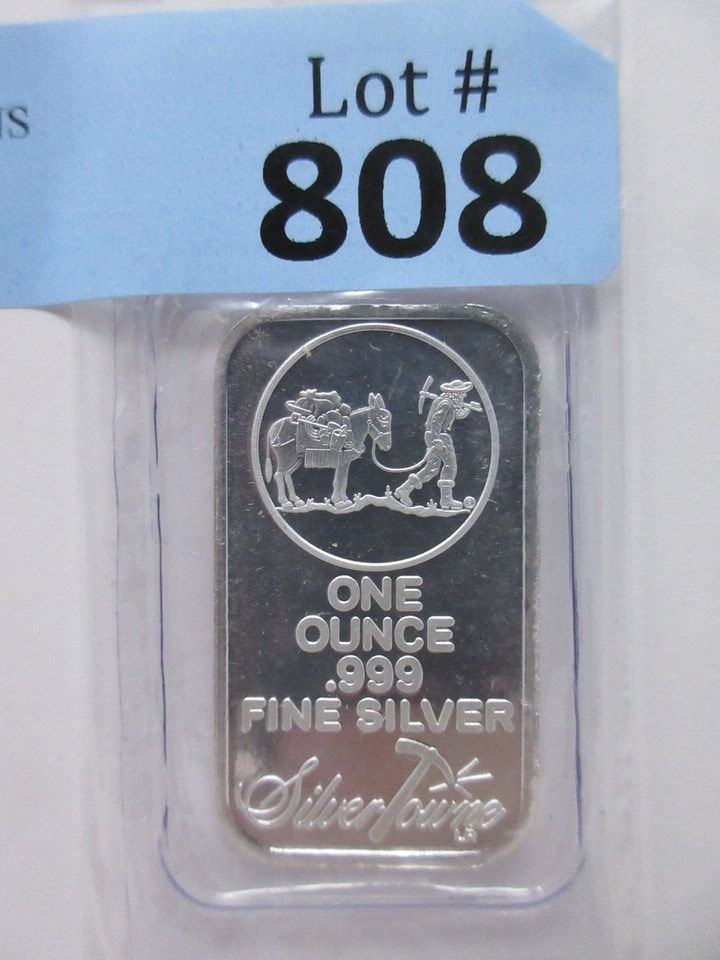 Lot #
808
©
ONE
OUNCE
.999
FINE SILVER
SilverTowne